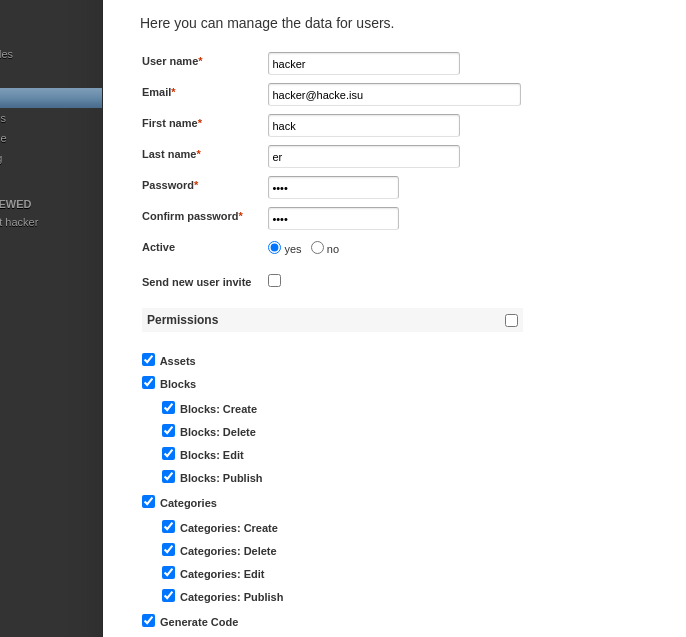 Here you can manage the data for users.
User name* hacker
Email* hacker@hacke.isu
First name* hack
Last name* er
Password* ••••
Confirm password* ••••
Active yes no
Send new user invite
Permissions
Assets
Blocks
Blocks: Create
Blocks: Delete
Blocks: Edit
Blocks: Publish
Categories
Categories: Create
Categories: Delete
Categories: Edit
Categories: Publish
Generate Code
les
s
e
g
EWED
t hacker